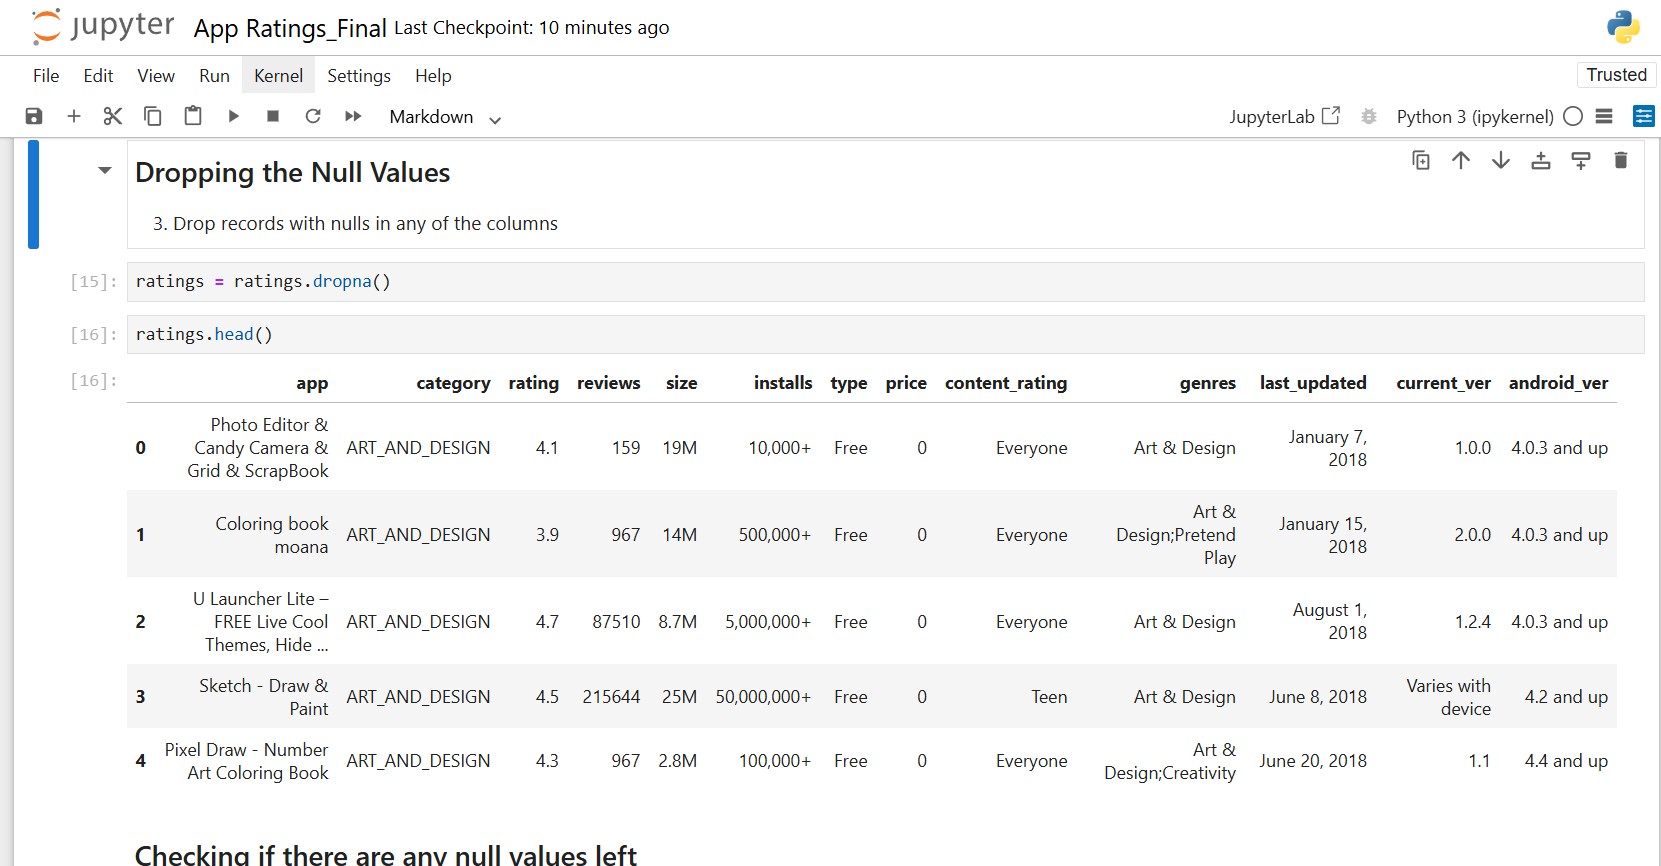 jupyter App Ratings_Final Last Checkpoint: 10 minutes ago
File Edit View Run Kernel Settings Help
Trusted
Markdown JupyterLab Python 3 (ipykernel)
Dropping the Null Values
3. Drop records with nulls in any of the columns
[15]: ratings = ratings.dropna()
[16]: ratings.head()
[16]: app category rating reviews size installs type price content_rating genres last_updated current_ver android_ver
0 Photo Editor & Candy Camera & Grid & ScrapBook ART_AND_DESIGN 4.1 159 19M 10,000+ Free 0 Everyone Art & Design January 7, 2018 1.0.0 4.0.3 and up
1 Coloring book moana ART_AND_DESIGN 3.9 967 14M 500,000+ Free 0 Everyone Art & Design;Pretend Play January 15, 2018 2.0.0 4.0.3 and up
2 U Launcher Lite – FREE Live Cool Themes, Hide ... ART_AND_DESIGN 4.7 87510 8.7M 5,000,000+ Free 0 Everyone Art & Design August 1, 2018 1.2.4 4.0.3 and up
3 Sketch - Draw & Paint ART_AND_DESIGN 4.5 215644 25M 50,000,000+ Free 0 Teen Art & Design June 8, 2018 Varies with device 4.2 and up
4 Pixel Draw - Number Art Coloring Book ART_AND_DESIGN 4.3 967 2.8M 100,000+ Free 0 Everyone Art & Design;Creativity June 20, 2018 1.1 4.4 and up
Checking if there are any null values left